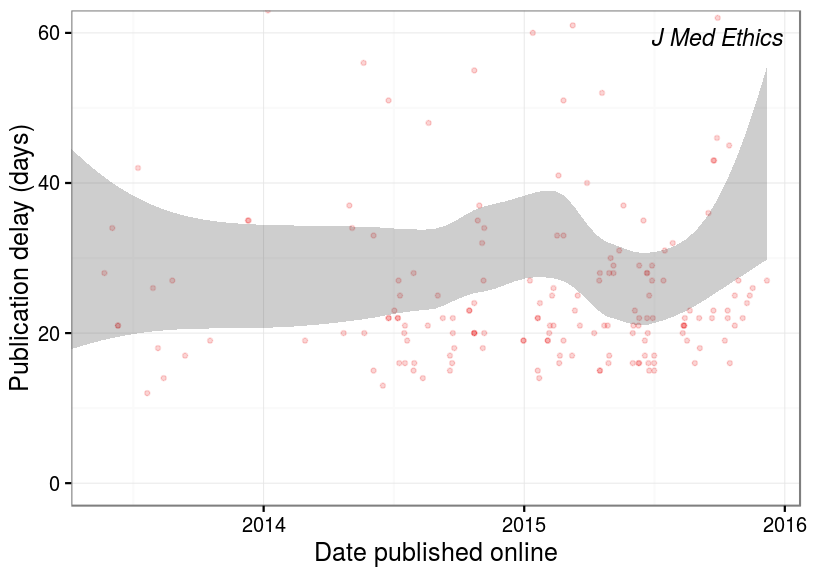 J Med Ethics
60
40
20
0
Publication delay (days)
2014
2015
2016
Date published online